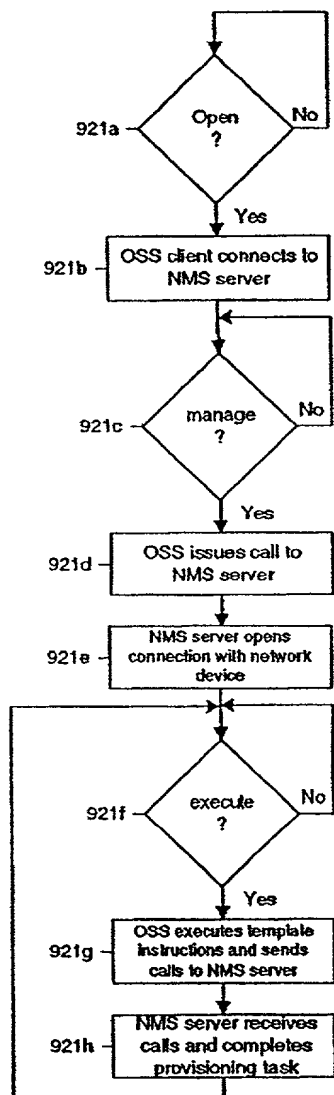 Open
?
No
921a
Yes
OSS client connects to
NMS server
921b
manage
?
No
921c
Yes
OSS issues call to
NMS server
921d
NMS server opens
connection with network
device
921e
execute
?
No
921f
Yes
OSS executes template
instructions and sends
calls to NMS server
921g
NMS server receives
calls and completes
provisioning task
921h